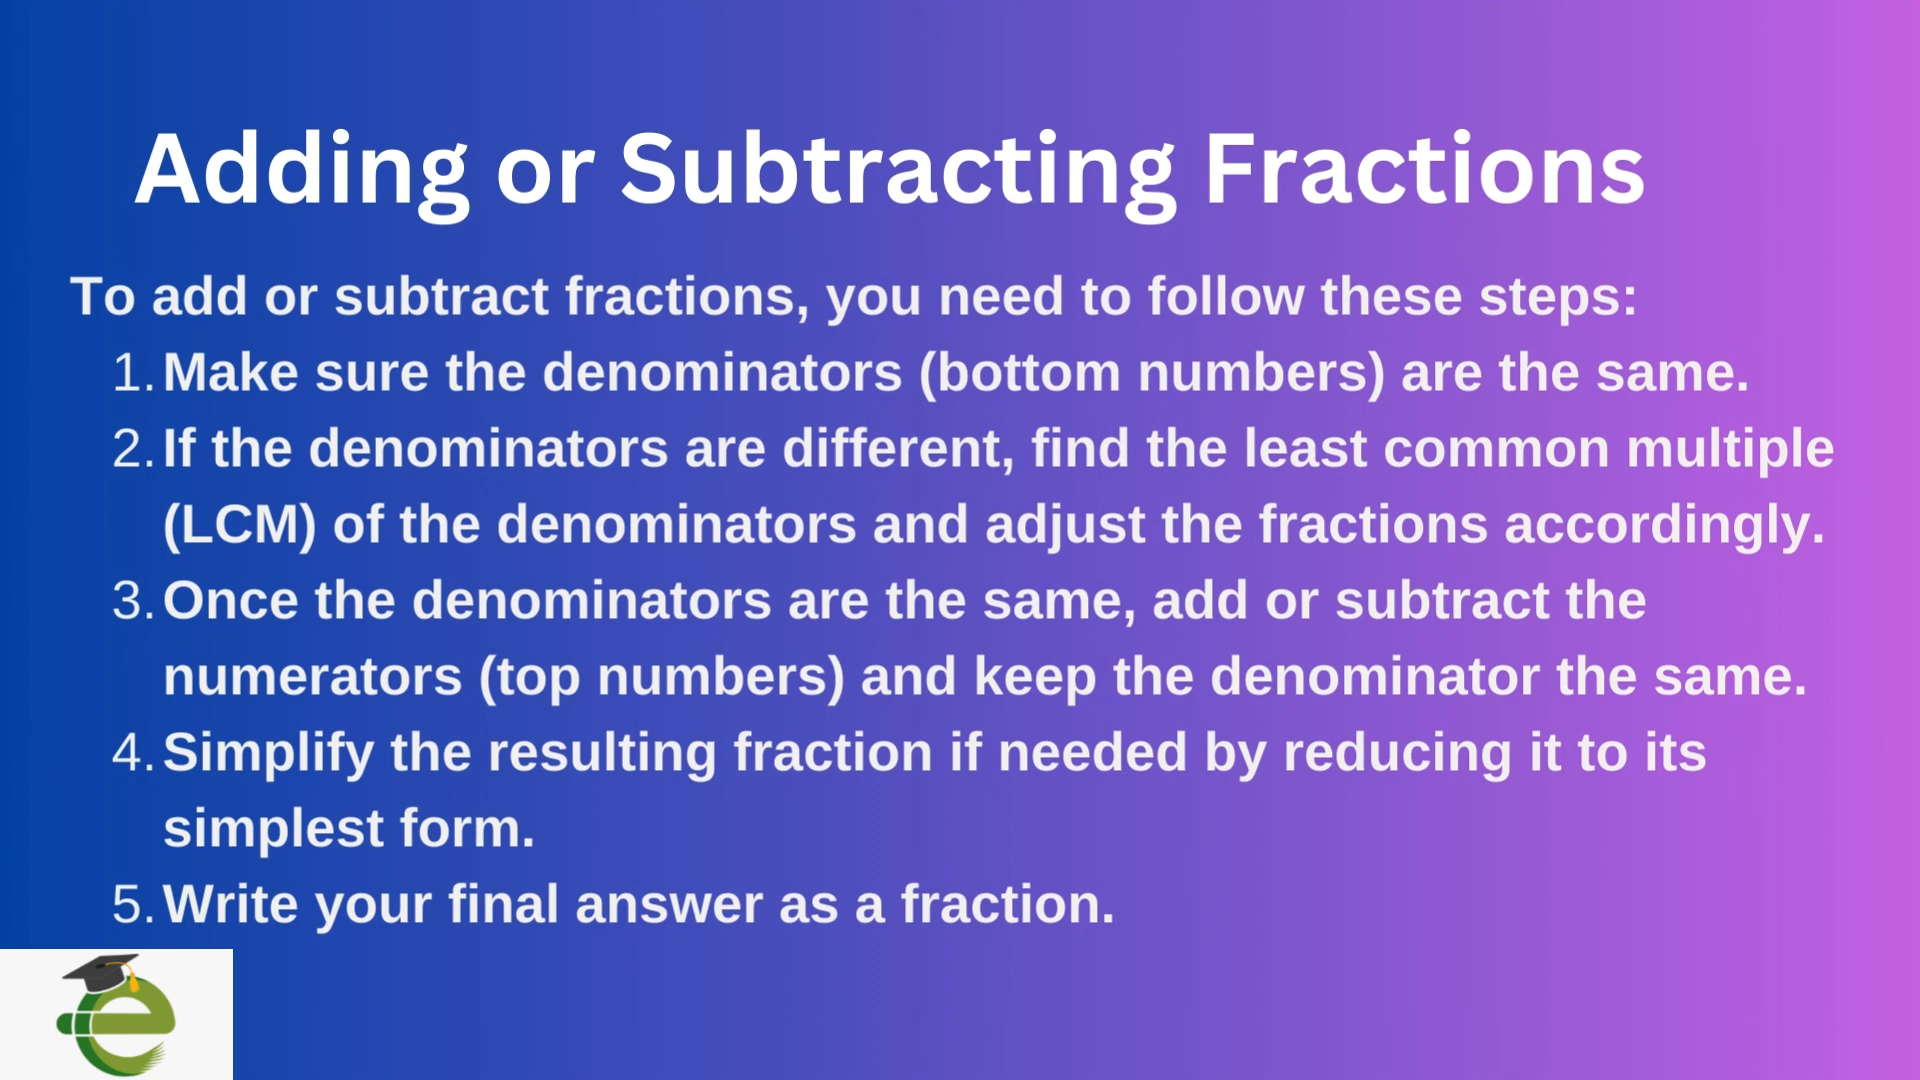 Adding or Subtracting Fractions
To add or subtract fractions, you need to follow these steps:
1. Make sure the denominators (bottom numbers) are the same.
2. If the denominators are different, find the least common multiple
(LCM) of the denominators and adjust the fractions accordingly.
3. Once the denominators are the same, add or subtract the
numerators (top numbers) and keep the denominator the same.
4. Simplify the resulting fraction if needed by reducing it to its
simplest form.
5. Write your final answer as a fraction.